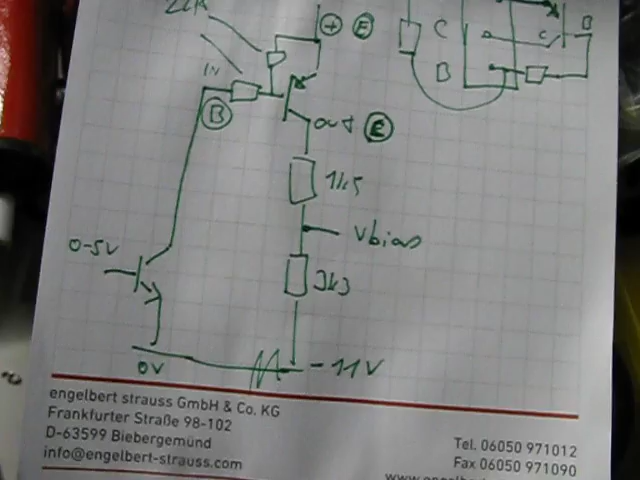 22k
+ E
C
B
C
B
IN
B
out E
1k5
Vbias
0-5V
3k3
0V
-11V
engelbert strauss GmbH & Co. KG
Frankfurter Straße 98-102
D-63599 Biebergemünd
info@engelbert-strauss.com
Tel. 06050 971012
Fax 06050 971090